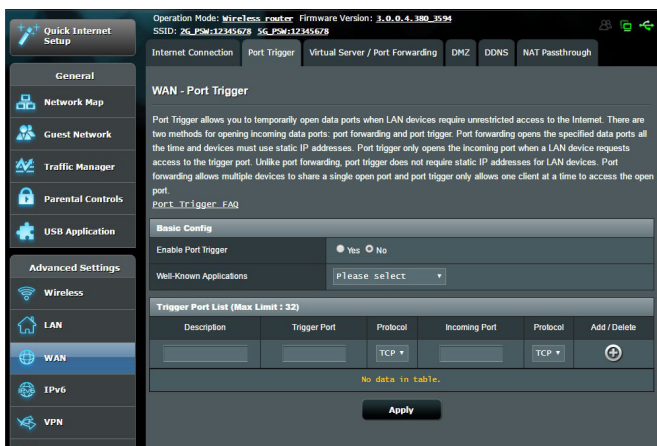 Operation Mode: Wireless router Firmware Version: 3.0.0.4.380_3594
SSID: 2G_PSW:12345678 5G_PSW:12345678
Quick Internet
Setup
General
Network Map
Guest Network
Traffic Manager
Parental Controls
USB Application
Advanced Settings
Wireless
LAN
WAN
IPv6
VPN
Internet Connection Port Trigger Virtual Server / Port Forwarding DMZ DDNS NAT Passthrough
WAN - Port Trigger
Port Trigger allows you to temporarily open data ports when LAN devices require unrestricted access to the Internet. There are
two methods for opening incoming data ports: port forwarding and port trigger. Port forwarding opens the specified data ports all
the time and devices must use static IP addresses. Port trigger only opens the incoming port when a LAN device requests
access to the trigger port. Unlike port forwarding, port trigger does not require static IP addresses for LAN devices. Port
forwarding allows multiple devices to share a single open port and port trigger only allows one client at a time to access the open
port.
Port Trigger FAQ
Basic Config
Enable Port Trigger Yes No
Well-Known Applications Please select
Trigger Port List (Max Limit : 32)
Description Trigger Port Protocol Incoming Port Protocol Add / Delete
TCP TCP
No data in table.
Apply